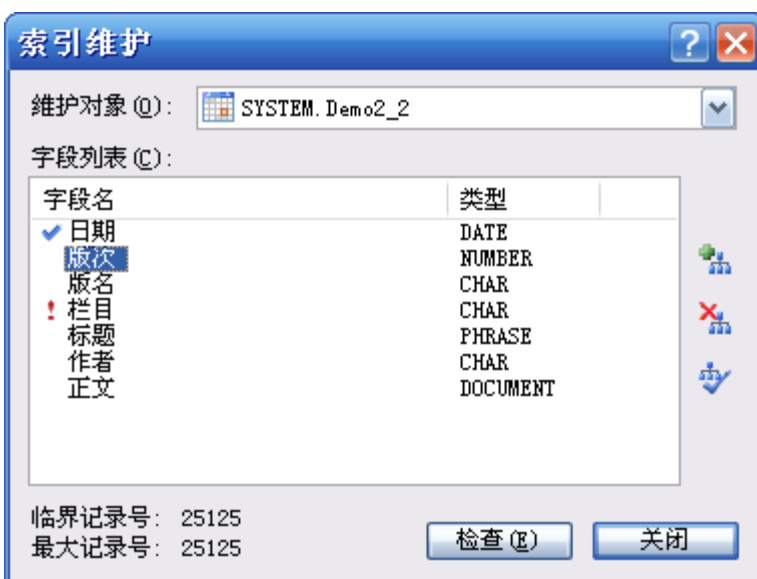 索引维护
维护对象(O): SYSTEM.Demo2_2
字段列表(C):
字段名 类型
日期 DATE
版次 NUMBER
版名 CHAR
栏目 CHAR
标题 PHRASE
作者 CHAR
正文 DOCUMENT
临界记录号: 25125
最大记录号: 25125
检查(E) 关闭